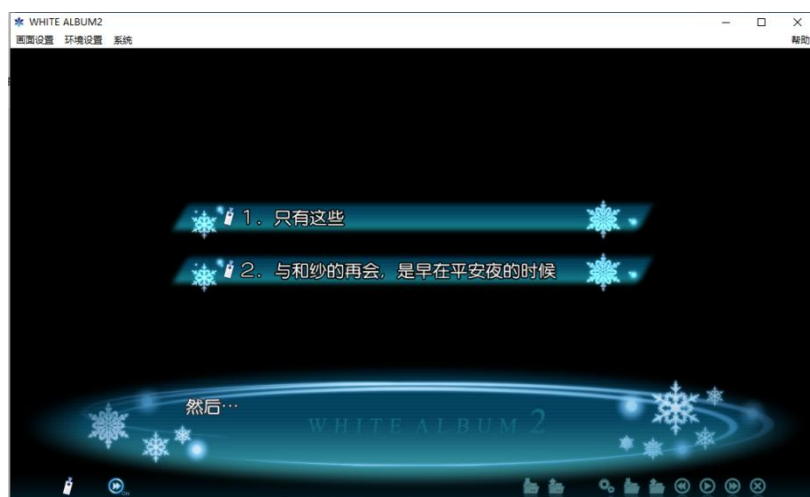 WHITE ALBUM2
画面设置 环境设置 系统 帮助
1. 只有这些
2. 与和纱的再会，是早在平安夜的时候
然后…
WHITE ALBUM 2